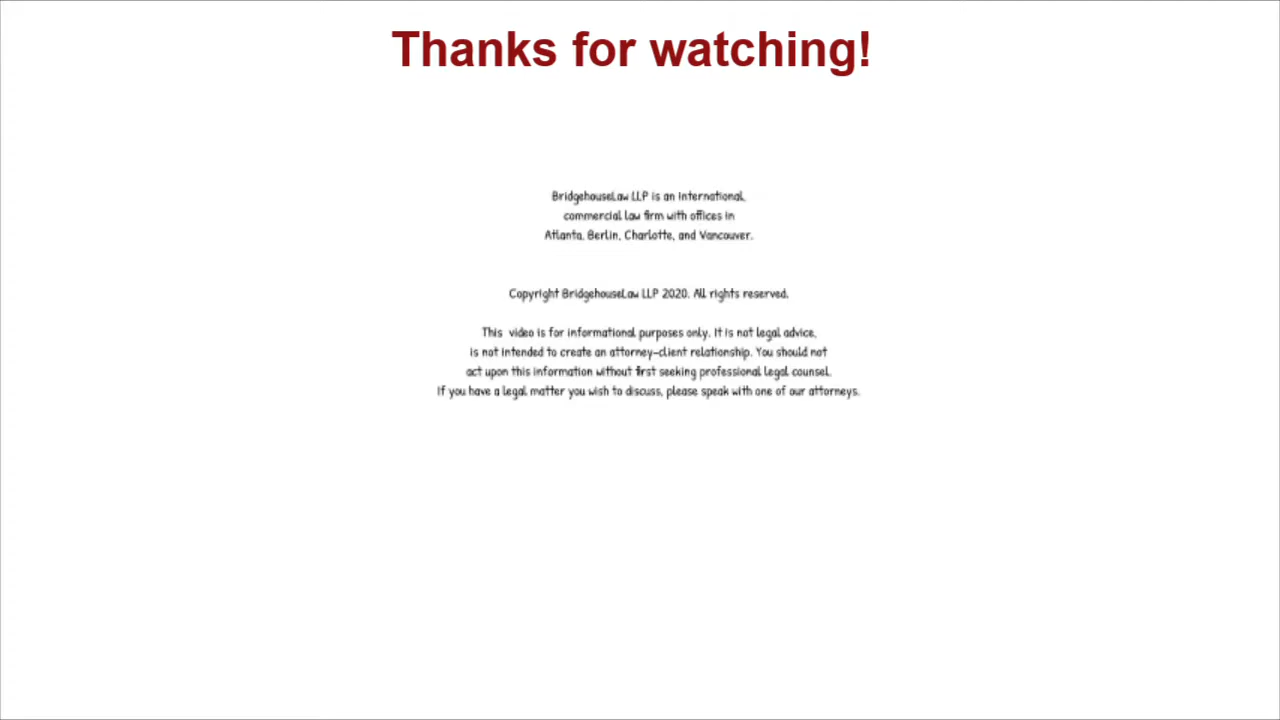 Thanks for watching!
BridgehouseLaw LLP is an international,
commercial law firm with offices in
Atlanta, Berlin, Charlotte, and Vancouver.
Copyright BridgehouseLaw LLP 2020. All rights reserved.
This  video is for informational purposes only. It is not legal advice,
is not intended to create an attorney-client relationship. You should not
act upon this information without first seeking professional legal counsel.
If you have a legal matter you wish to discuss, please speak with one of our attorneys.